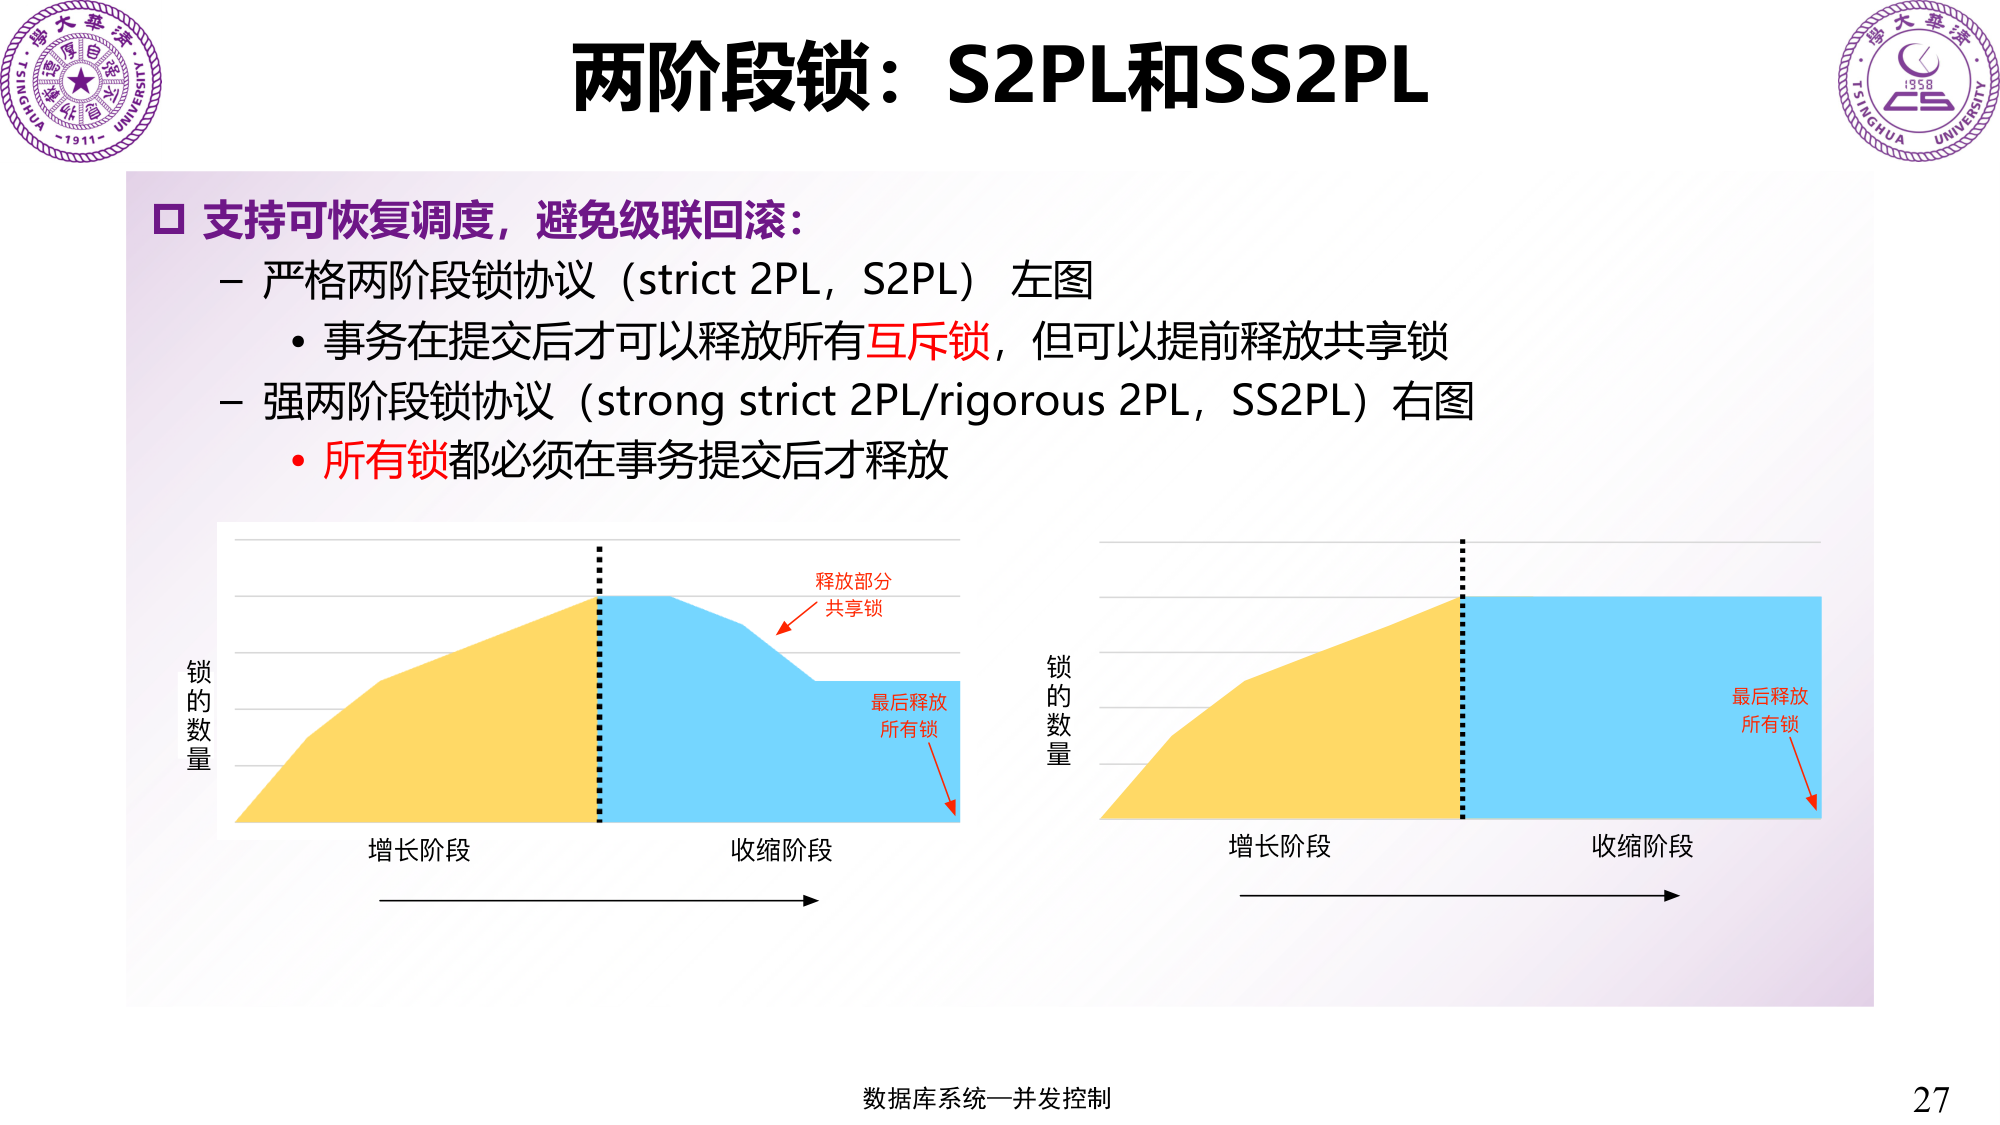 两阶段锁：S2PL和SS2PL
支持可恢复调度，避免级联回滚：
– 严格两阶段锁协议（strict 2PL，S2PL） 左图
• 事务在提交后才可以释放所有互斥锁，但可以提前释放共享锁
– 强两阶段锁协议（strong strict 2PL/rigorous 2PL，SS2PL）右图
• 所有锁都必须在事务提交后才释放
锁的数量
释放部分
共享锁
最后释放
所有锁
增长阶段
收缩阶段
锁的数量
最后释放
所有锁
增长阶段
收缩阶段
数据库系统—并发控制
27
TSINGHUA UNIVERSITY
-1911-
TSINGHUA UNIVERSITY
1958